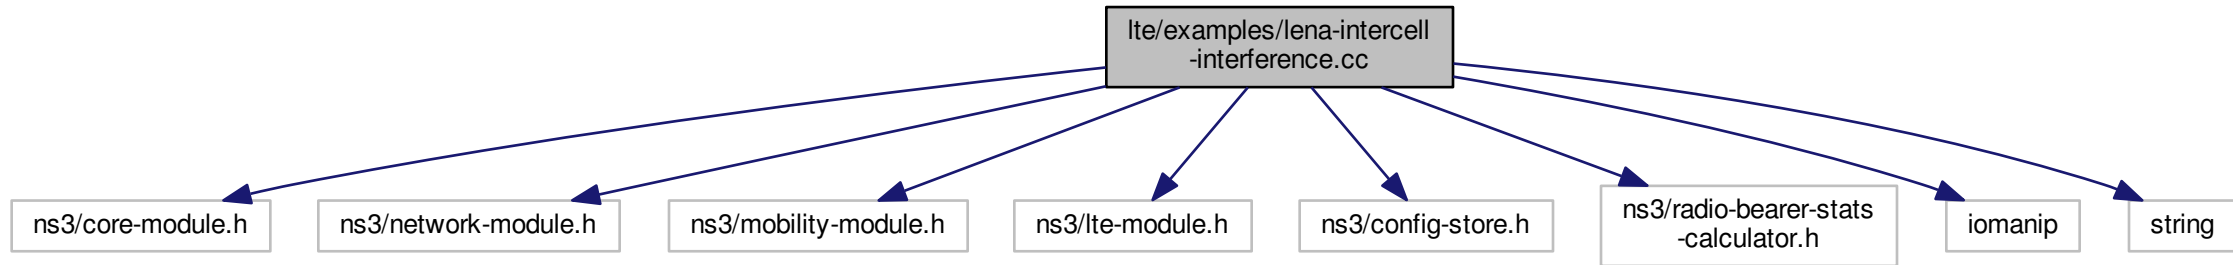 lte/examples/lena-intercell
-interference.cc
ns3/core-module.h
ns3/network-module.h
ns3/mobility-module.h
ns3/lte-module.h
ns3/config-store.h
ns3/radio-bearer-stats
-calculator.h
iomanip
string